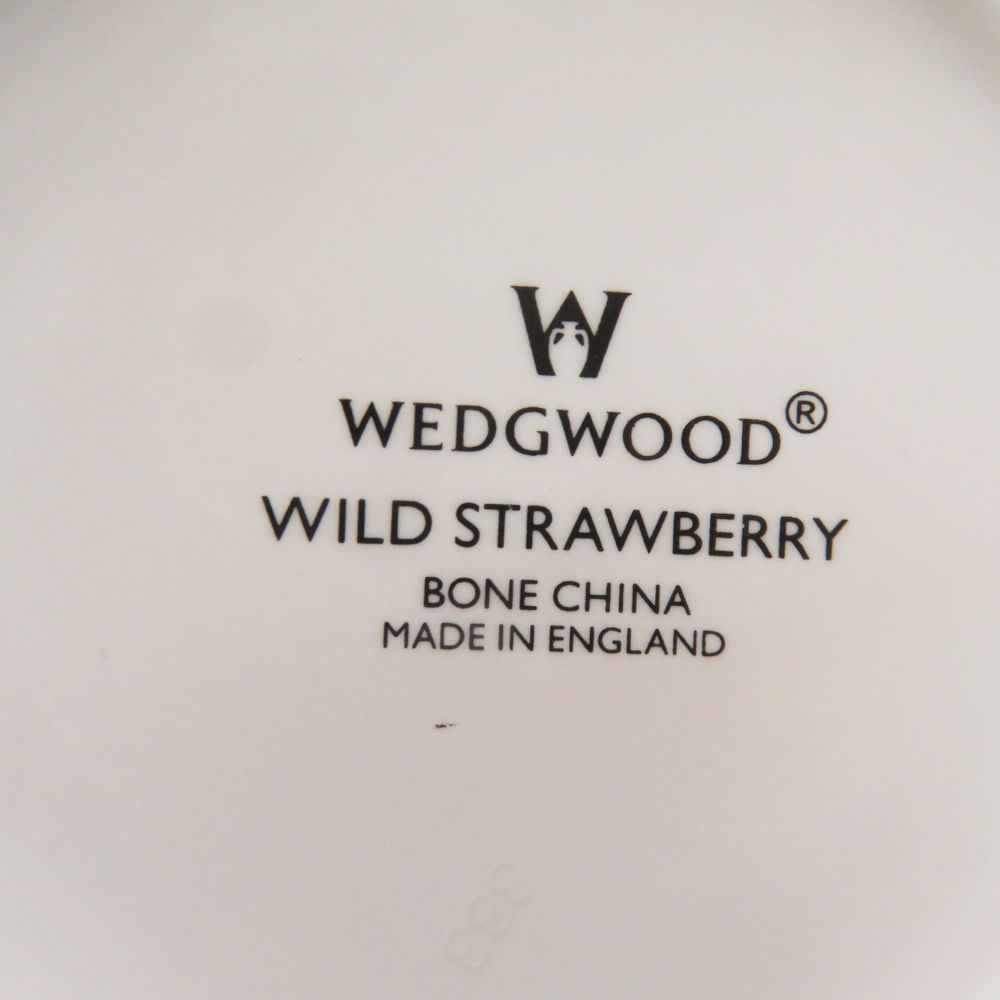 W
WEDGWOOD®
WILD STRAWBERRY
BONE CHINA
MADE IN ENGLAND